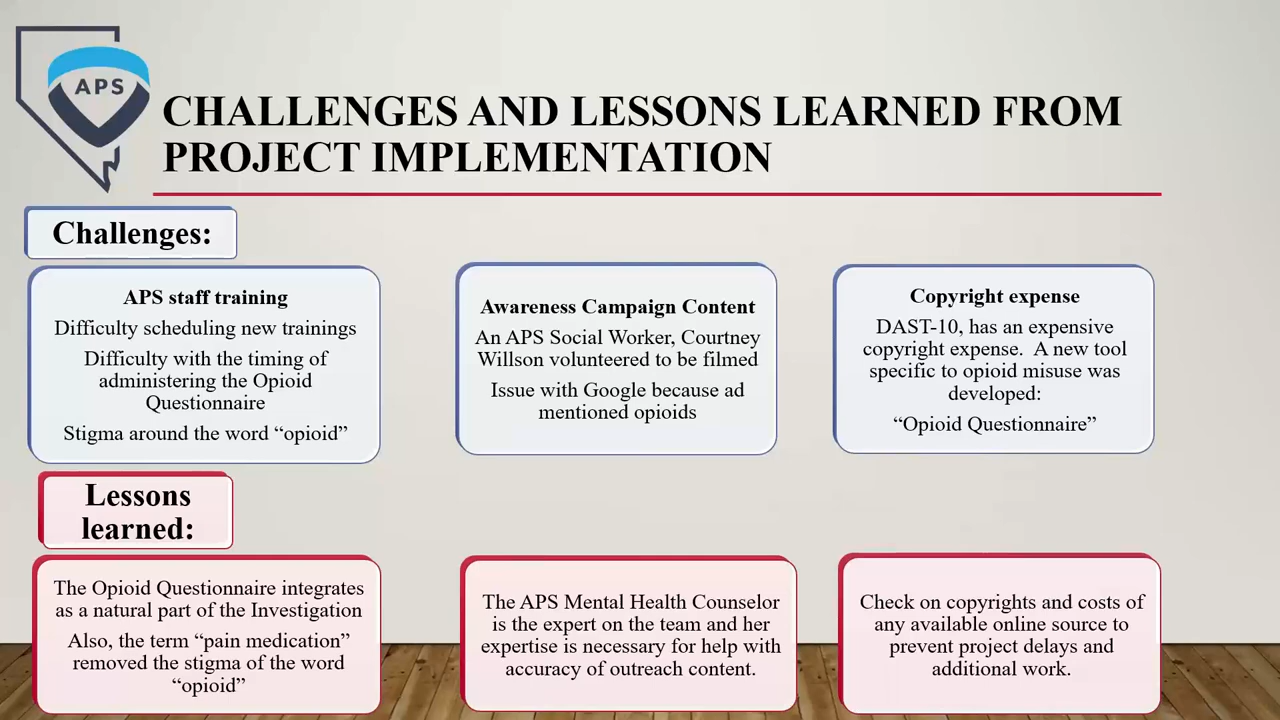 APS
CHALLENGES AND LESSONS LEARNED FROM
PROJECT IMPLEMENTATION
Challenges:
APS staff training
Difficulty scheduling new trainings
Difficulty with the timing of
administering the Opioid
Questionnaire
Stigma around the word “opioid”
Awareness Campaign Content
An APS Social Worker, Courtney
Willson volunteered to be filmed
Issue with Google because ad
mentioned opioids
Copyright expense
DAST-10, has an expensive
copyright expense.  A new tool
specific to opioid misuse was
developed:
“Opioid Questionnaire”
Lessons
learned:
The Opioid Questionnaire integrates
as a natural part of the Investigation
Also, the term “pain medication”
removed the stigma of the word
“opioid”
The APS Mental Health Counselor
is the expert on the team and her
expertise is necessary for help with
accuracy of outreach content.
Check on copyrights and costs of
any available online source to
prevent project delays and
additional work.